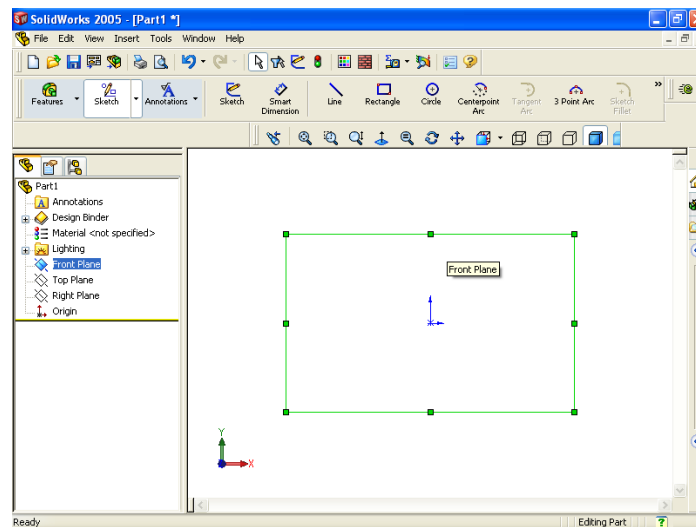 SolidWorks 2005 - [Part1 *]
File Edit View Insert Tools Window Help
Features Sketch Annotations Sketch Smart Dimension Line Rectangle Circle Centerpoint Arc Tangent Arc 3 Point Arc Sketch Fillet »
Part1
Annotations
Design Binder
Material <not specified>
Lighting
Front Plane
Top Plane
Right Plane
Origin
Front Plane
Y
X
Ready Editing Part